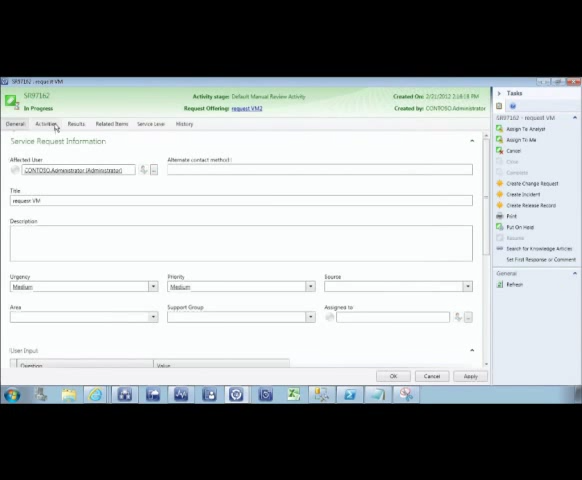 SR97162 - request VM
SR97162
In Progress
Activity stage: Default Manual Review Activity
Request Offering: request VM2
Created On: 2/21/2012 2:18:18 PM
Created by: CONTOSO\Administrator
General Activities Results Related Items Service Level History
Service Request Information
Affected User
CONTOSO.Administrator (Administrator)
Alternate contact method:
Title
request VM
Description
Urgency
Medium
Priority
Medium
Source
Area
Support Group
Assigned to
User Input
Question Value
OK Cancel Apply
Tasks
SR97162 - request VM
Assign To Analyst
Assign To Me
Cancel
Close
Complete
Create Change Request
Create Incident
Create Release Record
Print
Put On Hold
Resume
Search for Knowledge Articles
Set First Response or Comment
General
Refresh